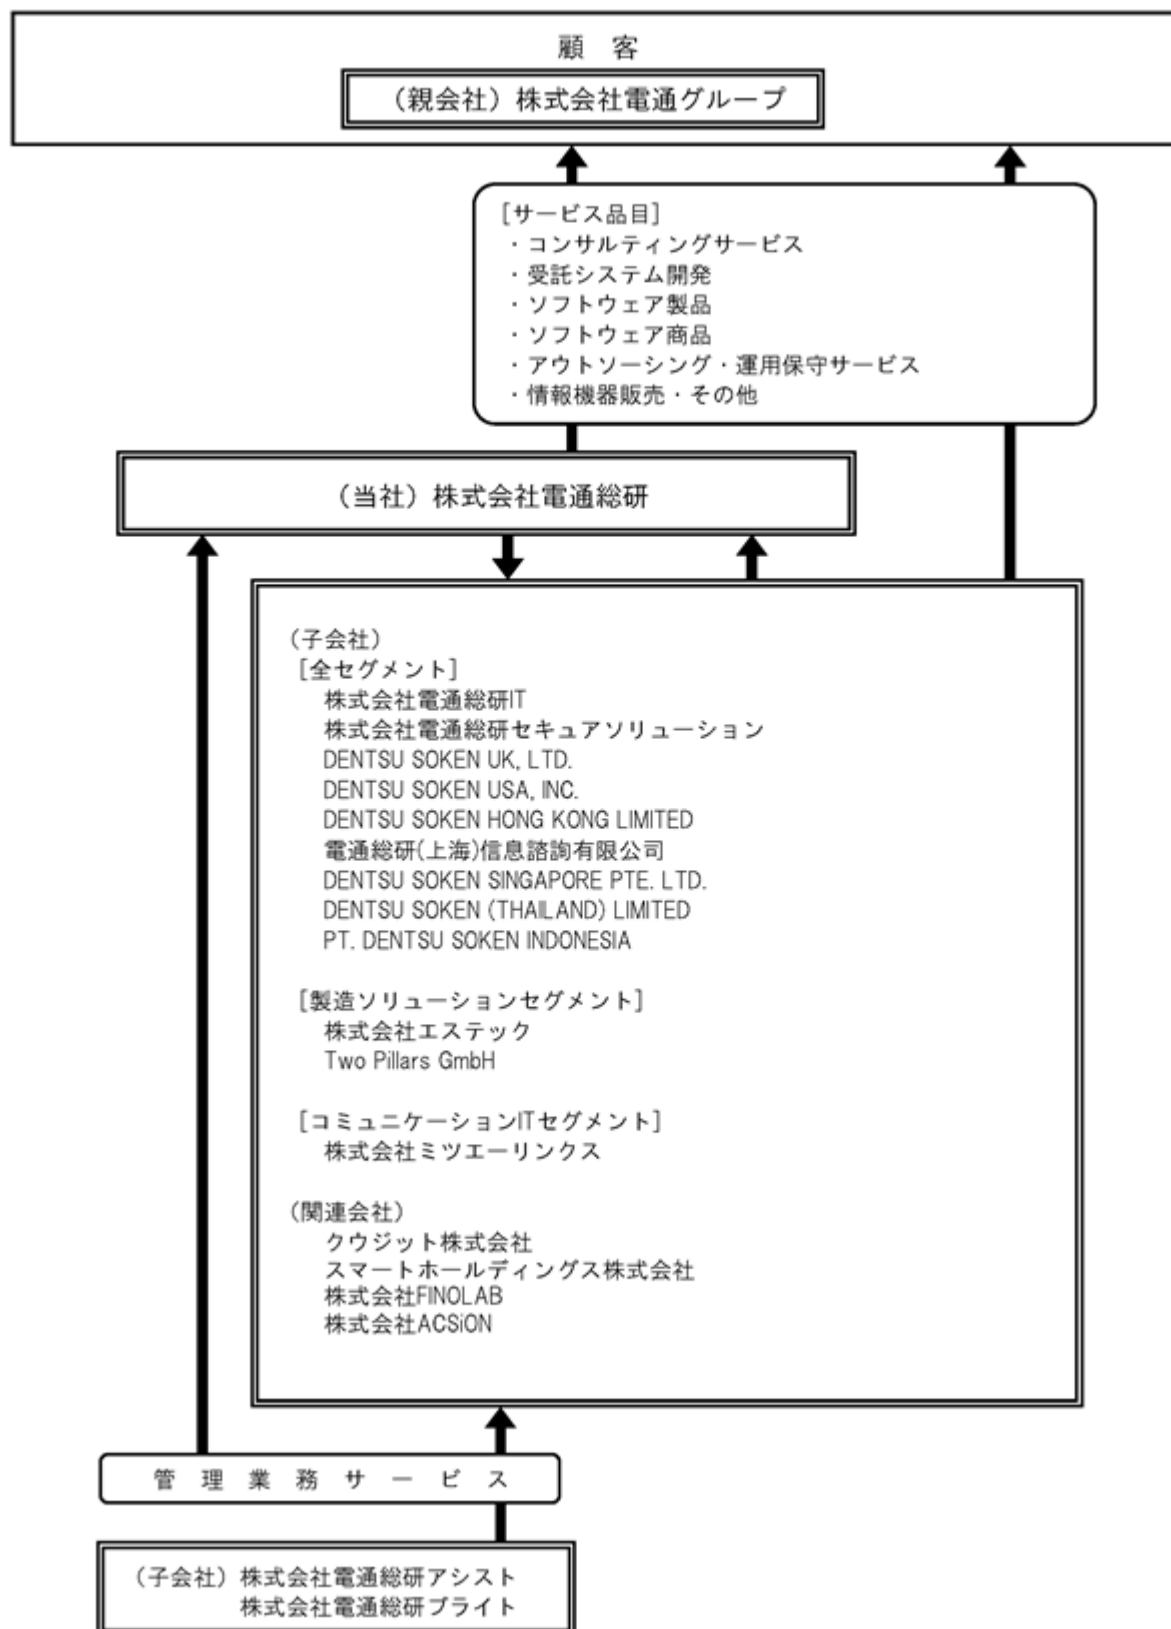 顧 客
（親会社）株式会社電通グループ
[サービス品目]
・コンサルティングサービス
・受託システム開発
・ソフトウェア製品
・ソフトウェア商品
・アウトソーシング・運用保守サービス
・情報機器販売・その他
（当社）株式会社電通総研
（子会社）
[全セグメント]
株式会社電通総研IT
株式会社電通総研セキュアソリューション
DENTSU SOKEN UK, LTD.
DENTSU SOKEN USA, INC.
DENTSU SOKEN HONG KONG LIMITED
電通総研(上海)信息諮詢有限公司
DENTSU SOKEN SINGAPORE PTE. LTD.
DENTSU SOKEN (THAILAND) LIMITED
PT. DENTSU SOKEN INDONESIA
[製造ソリューションセグメント]
株式会社エステック
Two Pillars GmbH
[コミュニケーションITセグメント]
株式会社ミツエーリンクス
（関連会社）
クウジット株式会社
スマートホールディングス株式会社
株式会社FINOLAB
株式会社ACSiON
管 理 業 務 サ ー ビ ス
（子会社）株式会社電通総研アシスト
株式会社電通総研ブライト